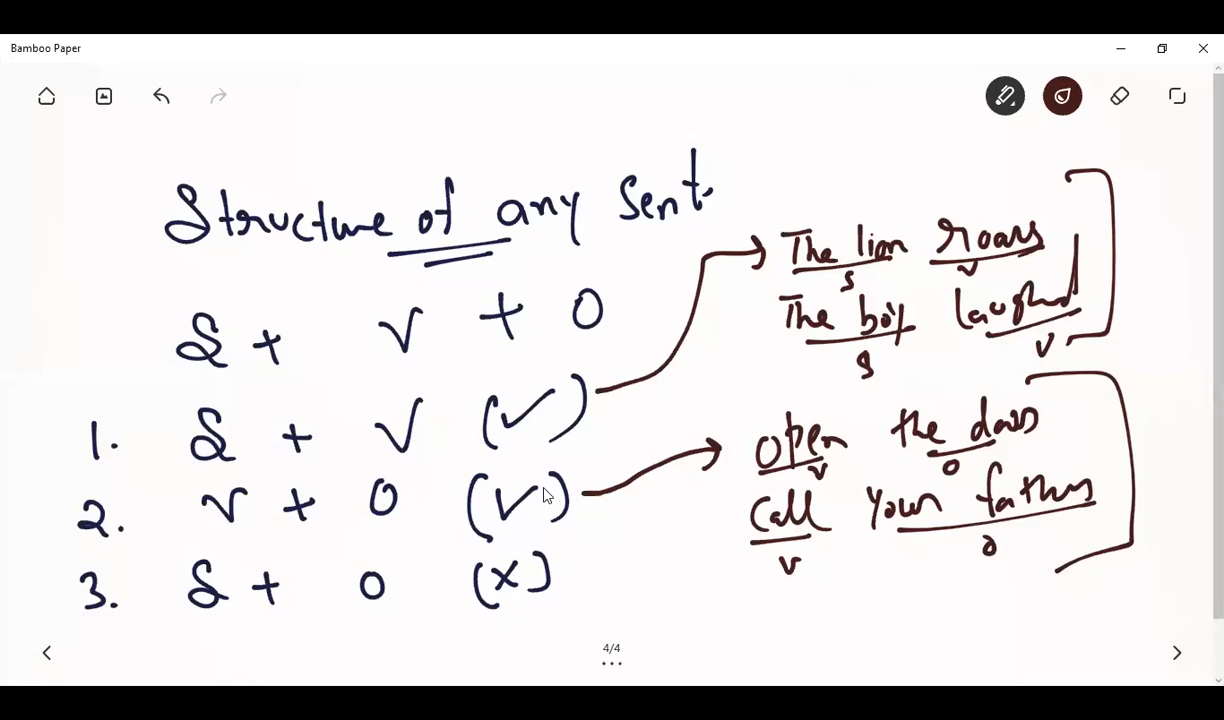 Bamboo Paper
Structure of any Sent.
S + V + O
1. S + V (✓)
2. V + O (✓)
3. S + O (x)
The lion roars
S V
The boy laughed
S V
Open the door
V O
Call your father
V O
4/4